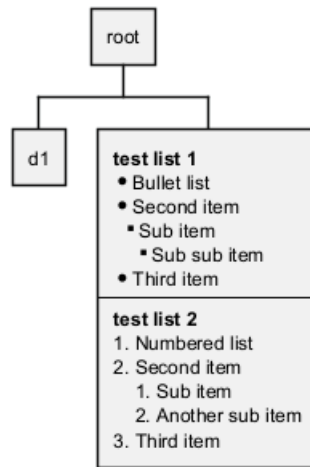 root
d1
test list 1
• Bullet list
• Second item
▪ Sub item
▪ Sub sub item
• Third item
test list 2
1. Numbered list
2. Second item
1. Sub item
2. Another sub item
3. Third item